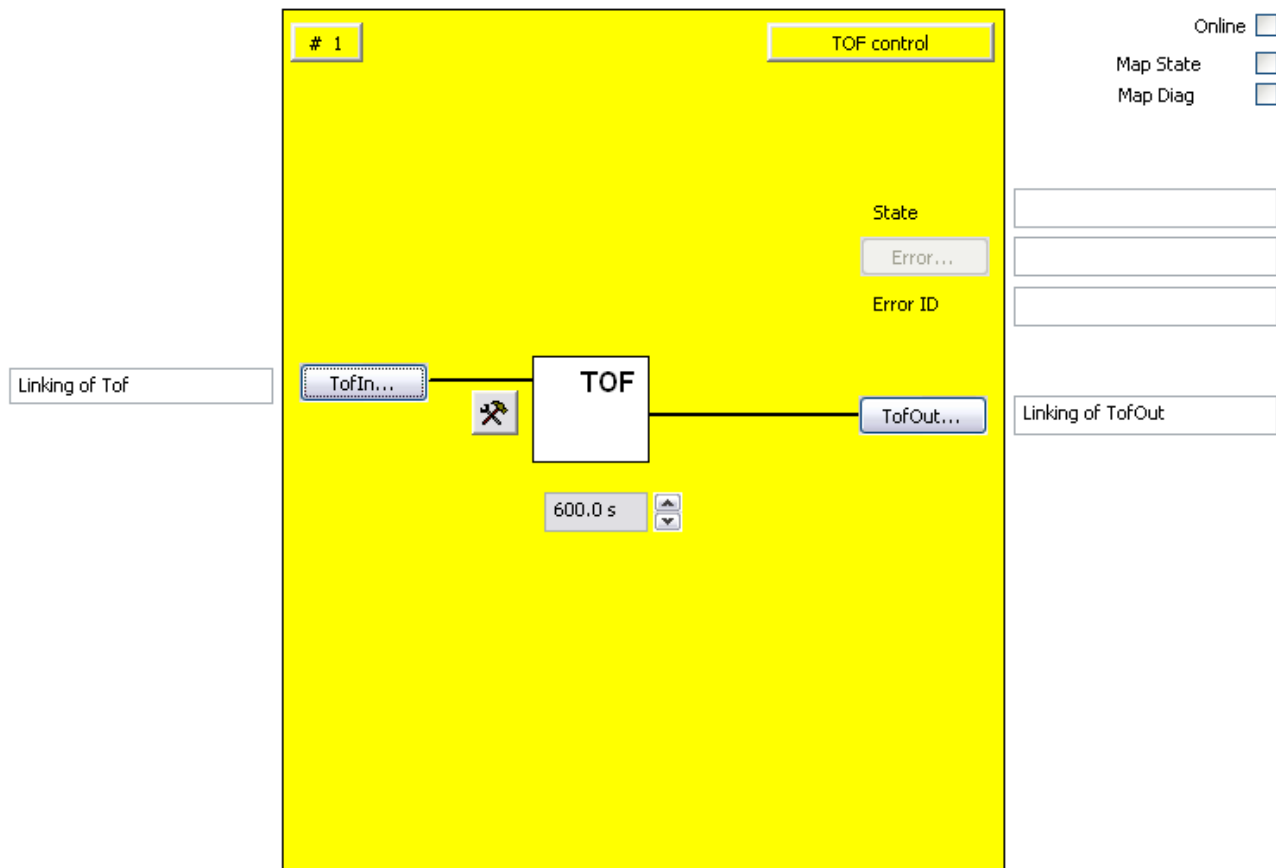 # 1
TOF control
Online
Map State
Map Diag
State
Error...
Error ID
Linking of Tof
TofIn...
TOF
TofOut...
Linking of TofOut
600.0 s